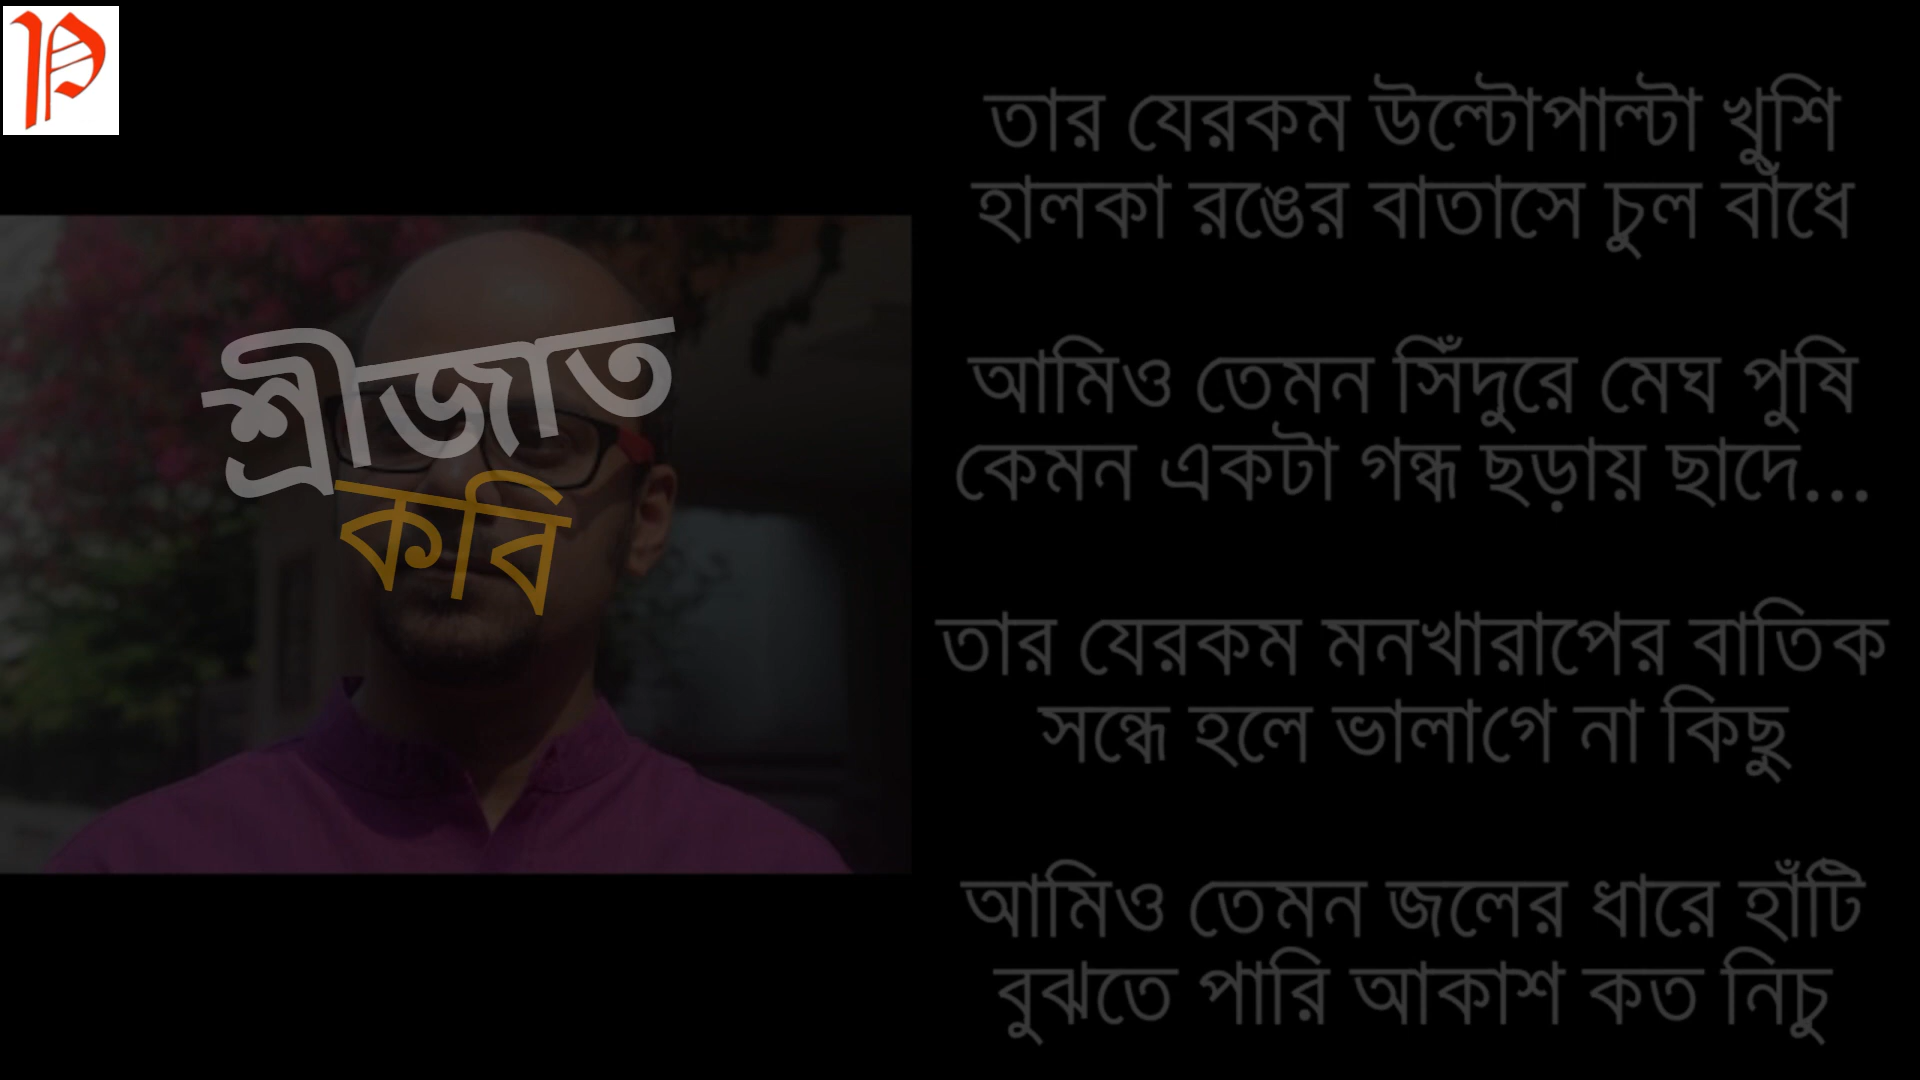 শ্রীজাত
কবি
তার যেরকম উল্টোপাল্টা খুশি
হালকা রঙের বাতাসে চুল বাঁধে
আমিও তেমন সিঁদুরে মেঘ পুষি
কেমন একটা গন্ধ ছড়ায় ছাদে...
তার যেরকম মনখারাপের বাতিক
সন্ধে হলে ভালাগে না কিছু
আমিও তেমন জলের ধারে হাঁটি
বুঝতে পারি আকাশ কত নিচু